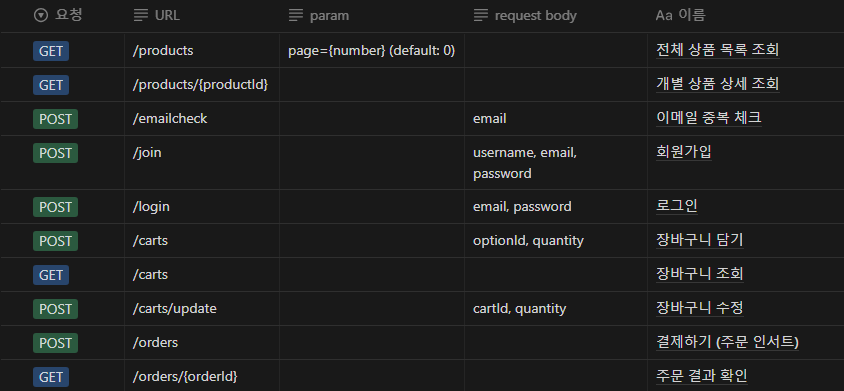 요청 URL param request body Aa 이름
GET /products page={number} (default: 0) 전체 상품 목록 조회
GET /products/{productId} 개별 상품 상세 조회
POST /emailcheck email 이메일 중복 체크
POST /join username, email, 회원가입
password
POST /login email, password 로그인
POST /carts optionId, quantity 장바구니 담기
GET /carts 장바구니 조회
POST /carts/update cartId, quantity 장바구니 수정
POST /orders 결제하기 (주문 인서트)
GET /orders/{orderId} 주문 결과 확인